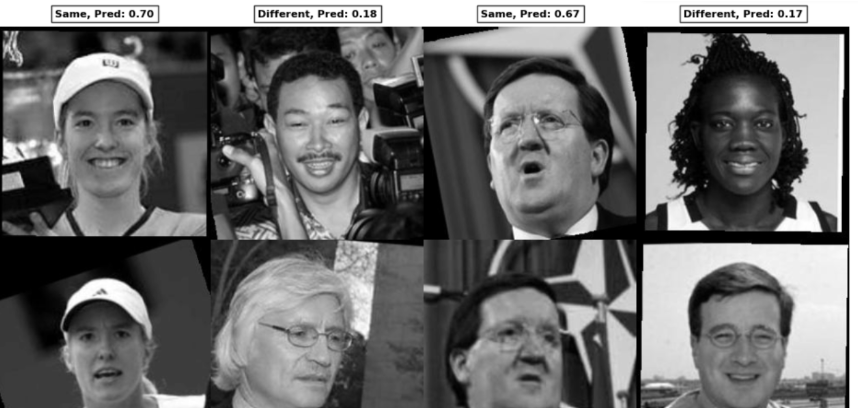 Same, Pred: 0.70
Different, Pred: 0.18
Same, Pred: 0.67
Different, Pred: 0.17